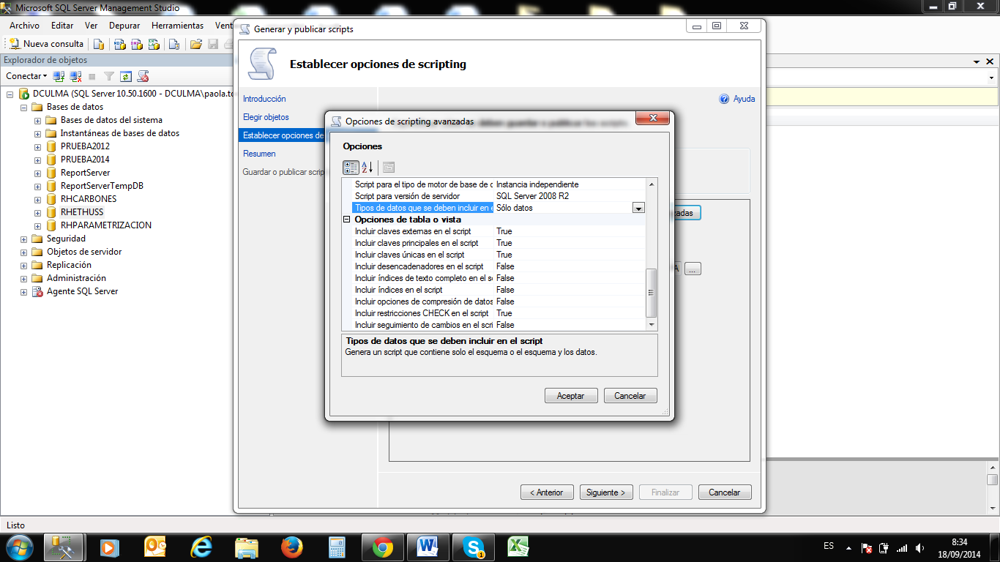 Microsoft SQL Server Management Studio
Archivo Editar Ver Depurar Herramientas Vent
Nueva consulta
Explorador de objetos
Conectar
DCULMA (SQL Server 10.50.1600 - DCULMA\paola.to
Bases de datos
Bases de datos del sistema
Instantáneas de bases de datos
PRUEBA2012
PRUEBA2014
ReportServer
ReportServerTempDB
RHCARBONES
RHETHUSS
RHPARAMETRIZACION
Seguridad
Objetos de servidor
Replicación
Administración
Agente SQL Server
Generar y publicar scripts
Establecer opciones de scripting
Introducción
Elegir objetos
Establecer opciones de
Resumen
Guardar o publicar scrip
Ayuda
Opciones de scripting avanzadas
Opciones
Script para el tipo de motor de base de d Instancia independiente
Script para versión de servidor SQL Server 2008 R2
Tipos de datos que se deben incluir en e Sólo datos
Opciones de tabla o vista
Incluir claves externas en el script True
Incluir claves principales en el script True
Incluir claves únicas en el script True
Incluir desencadenadores en el script False
Incluir índices de texto completo en el s False
Incluir índices en el script False
Incluir opciones de compresión de datos False
Incluir restricciones CHECK en el script True
Incluir seguimiento de cambios en el scri False
Tipos de datos que se deben incluir en el script
Genera un script que contiene solo el esquema o el esquema y los datos.
Aceptar Cancelar
adas
A ...
< Anterior Siguiente > Finalizar Cancelar
Listo
ES
8:34
18/09/2014